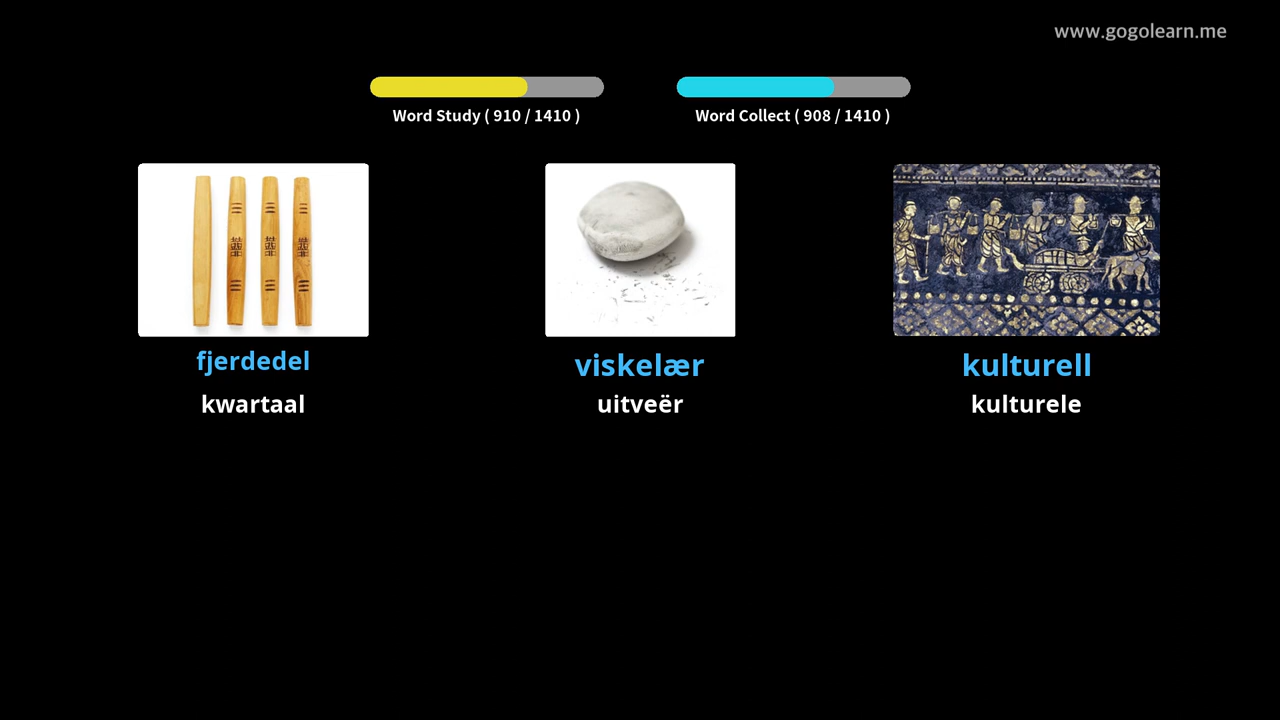 www.gogolearn.me
Word Study ( 910 / 1410 )
Word Collect ( 908 / 1410 )
fjerdedel
kwartaal
viskelær
uitveër
kulturell
kulturele